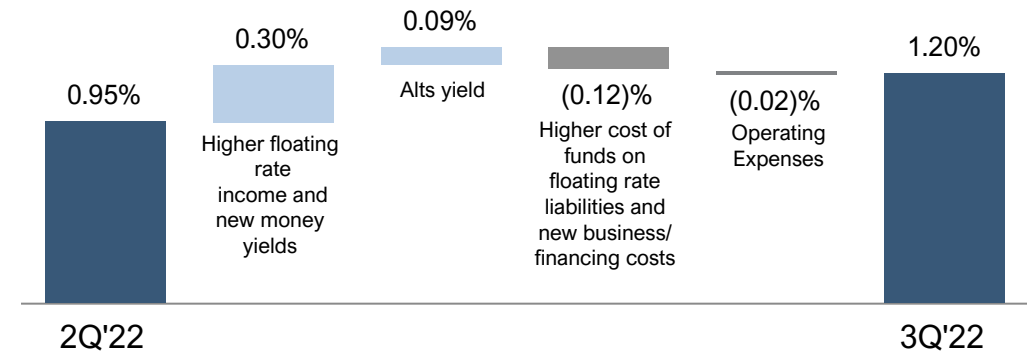 0.95%
0.30%
Higher floating
rate
income and
new money
yields
0.09%
Alts yield
(0.12)%
Higher cost of
funds on
floating rate
liabilities and
new business/
financing costs
(0.02)%
Operating
Expenses
1.20%
2Q'22
3Q'22